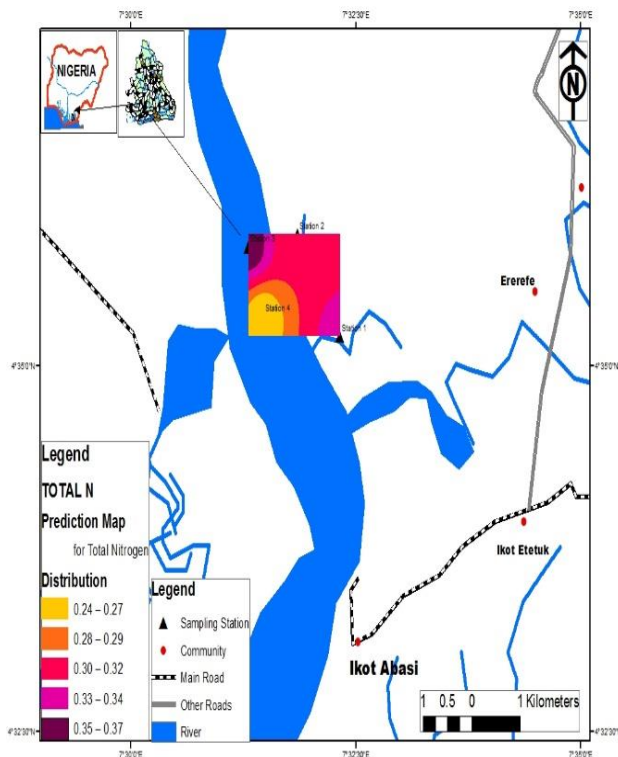 7°30'0"E
7°32'30"E
7°35'0"E
NIGERIA
N
Station 2
Station 3
Station 4
Station 1
Ererefe
4°35'0"N
4°35'0"N
Legend
TOTAL N
Prediction Map
for Total Nitrogen
Distribution
0.24 – 0.27
0.28 – 0.29
0.30 – 0.32
0.33 – 0.34
0.35 – 0.37
Legend
Sampling Station
Community
Main Road
Other Roads
River
Ikot Etetuk
Ikot Abasi
1 0.5 0 1 Kilometers
4°32'30"N
4°32'30"N
7°30'0"E
7°32'30"E
7°35'0"E